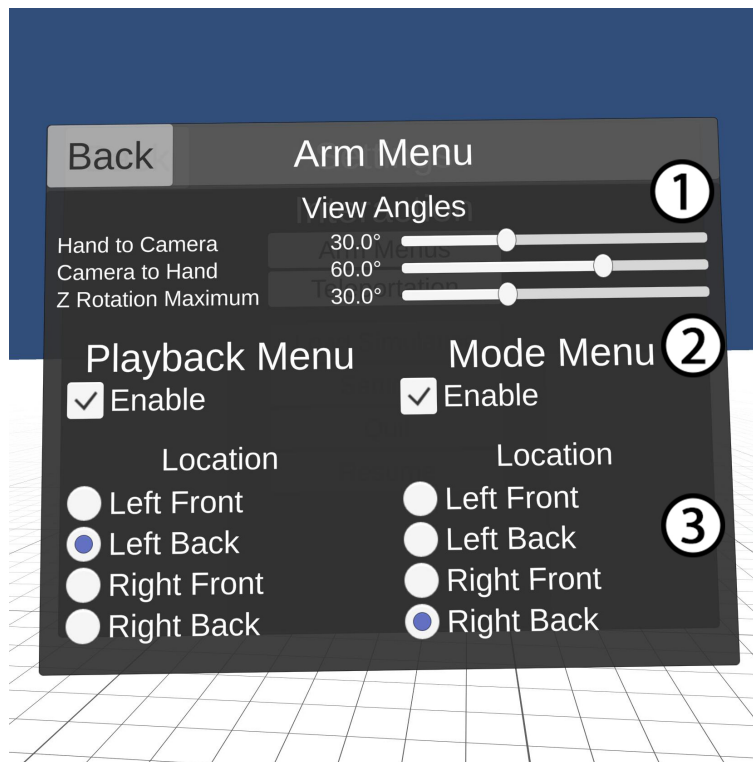 Back
Arm Menu
1
View Angles
Hand to Camera 30.0°
Camera to Hand 60.0°
Z Rotation Maximum 30.0°
2
Playback Menu
Enable
Location
Left Front
Left Back
Right Front
Right Back
Mode Menu
Enable
Location
Left Front
Left Back
Right Front
Right Back
3